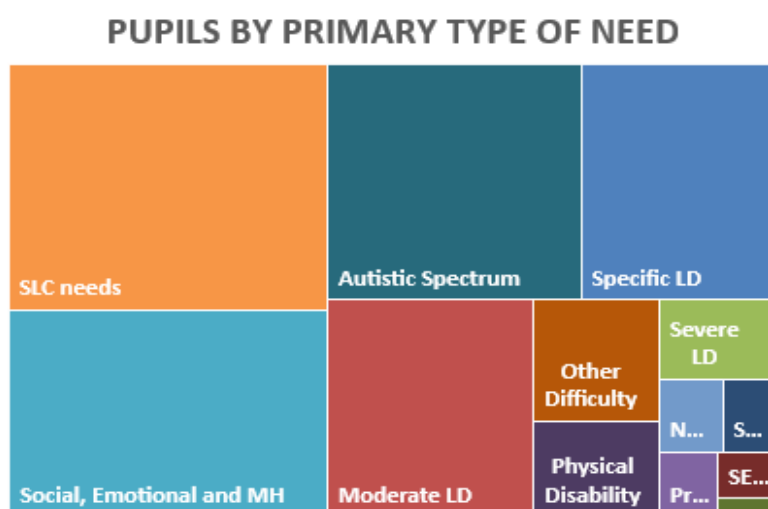 PUPILS BY PRIMARY TYPE OF NEED
SLC needs
Autistic Spectrum
Specific LD
Social, Emotional and MH
Moderate LD
Other
Difficulty
Physical
Disability
Severe
LD
N...
S...
Pr...
SE...